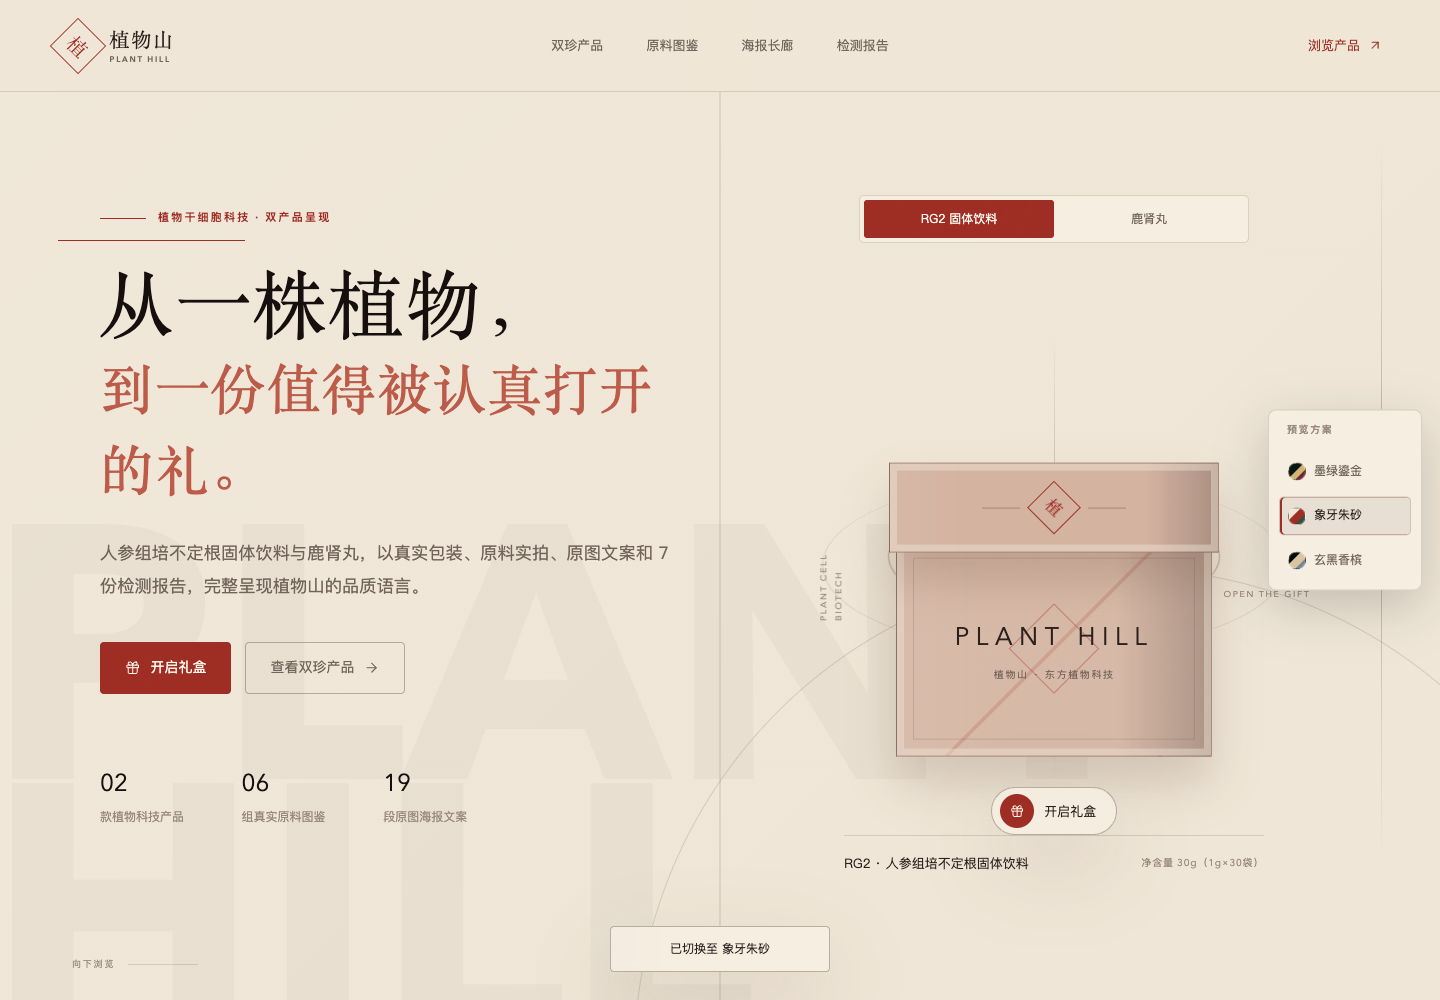 植
植物山
PLANT HILL
双珍产品
原料图鉴
海报长廊
检测报告
浏览产品
植物干细胞科技 · 双产品呈现
从一株植物，
到一份值得被认真打开
的礼。
人参组培不定根固体饮料与鹿肾丸，以真实包装、原料实拍、原图文案和 7
份检测报告，完整呈现植物山的品质语言。
开启礼盒
查看双珍产品
02
款植物科技产品
06
组真实原料图鉴
19
段原图海报文案
向下浏览
PLANT
HILL
RG2 固体饮料
鹿肾丸
植
PLANT CELL
BIOTECH
PLANT HILL
植物山 · 东方植物科技
OPEN THE GIFT
开启礼盒
RG2 · 人参组培不定根固体饮料
净含量 30g（1g×30袋）
预览方案
墨绿鎏金
象牙朱砂
玄黑香槟
已切换至 象牙朱砂